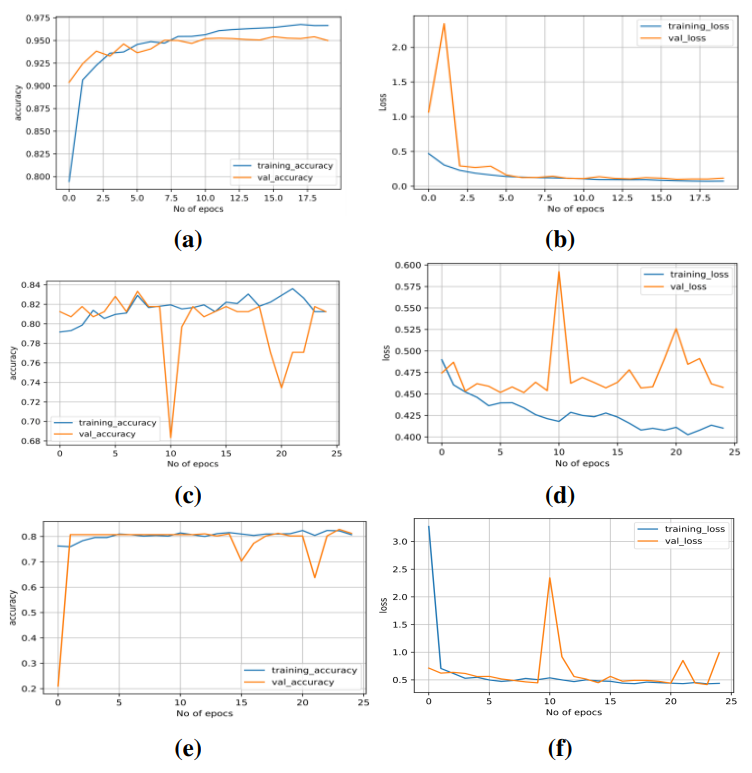 0.975
0.950
0.925
0.900
0.875
0.850
0.825
0.800
accuracy
training_accuracy
val_accuracy
0.0 2.5 5.0 7.5 10.0 12.5 15.0 17.5
No of epocs
(a)
2.0
1.5
1.0
0.5
0.0
Loss
training_loss
val_loss
0.0 2.5 5.0 7.5 10.0 12.5 15.0 17.5
No of epocs
(b)
0.84
0.82
0.80
0.78
0.76
0.74
0.72
0.70
0.68
accuracy
training_accuracy
val_accuracy
0 5 10 15 20 25
No of epocs
(c)
0.600
0.575
0.550
0.525
0.500
0.475
0.450
0.425
0.400
loss
training_loss
val_loss
0 5 10 15 20 25
No of epocs
(d)
0.8
0.7
0.6
0.5
0.4
0.3
0.2
accuracy
training_accuracy
val_accuracy
0 5 10 15 20 25
No of epocs
(e)
3.0
2.5
2.0
1.5
1.0
0.5
loss
training_loss
val_loss
0 5 10 15 20 25
No of epocs
(f)